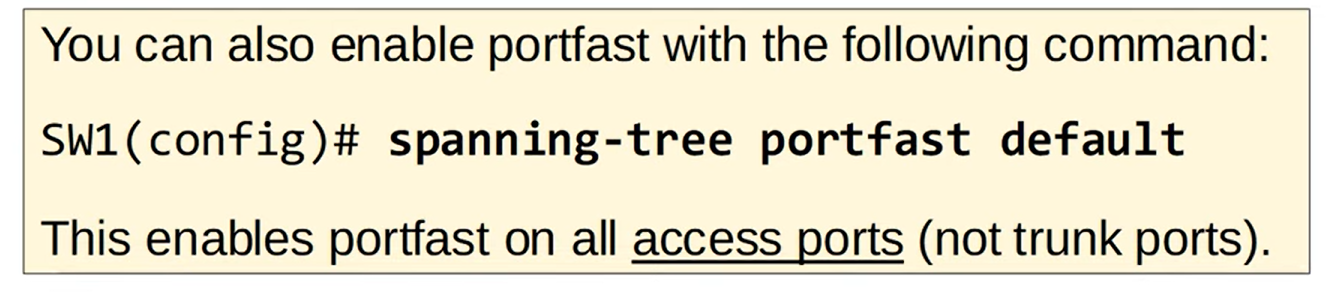 You can also enable portfast with the following command:
SW1(config)# spanning-tree portfast default
This enables portfast on all access ports (not trunk ports).